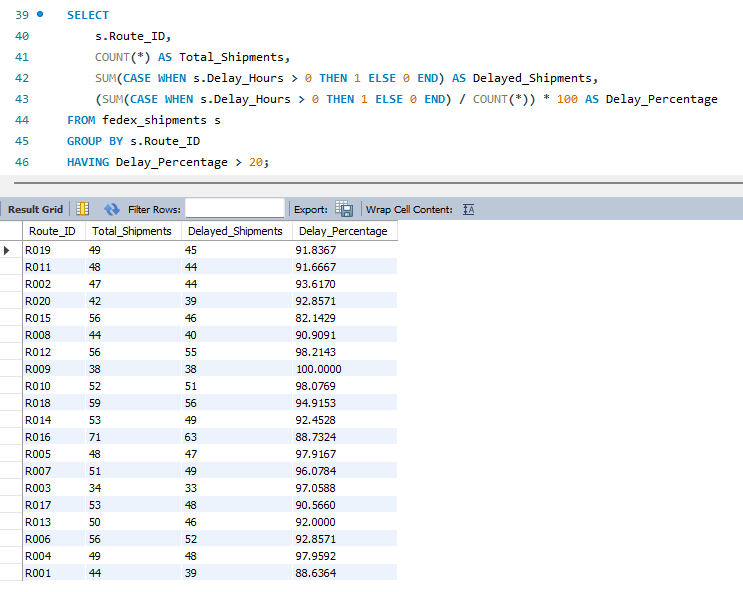 39 SELECT
40 s.Route_ID,
41 COUNT(*) AS Total_Shipments,
42 SUM(CASE WHEN s.Delay_Hours > 0 THEN 1 ELSE 0 END) AS Delayed_Shipments,
43 (SUM(CASE WHEN s.Delay_Hours > 0 THEN 1 ELSE 0 END) / COUNT(*)) * 100 AS Delay_Percentage
44 FROM fedex_shipments s
45 GROUP BY s.Route_ID
46 HAVING Delay_Percentage > 20;
Result Grid Filter Rows: Export: Wrap Cell Content: IA
Route_ID Total_Shipments Delayed_Shipments Delay_Percentage
R019 49 45 91.8367
R011 48 44 91.6667
R002 47 44 93.6170
R020 42 39 92.8571
R015 56 46 82.1429
R008 44 40 90.9091
R012 56 55 98.2143
R009 38 38 100.0000
R010 52 51 98.0769
R018 59 56 94.9153
R014 53 49 92.4528
R016 71 63 88.7324
R005 48 47 97.9167
R007 51 49 96.0784
R003 34 33 97.0588
R017 53 48 90.5660
R013 50 46 92.0000
R006 56 52 92.8571
R004 49 48 97.9592
R001 44 39 88.6364